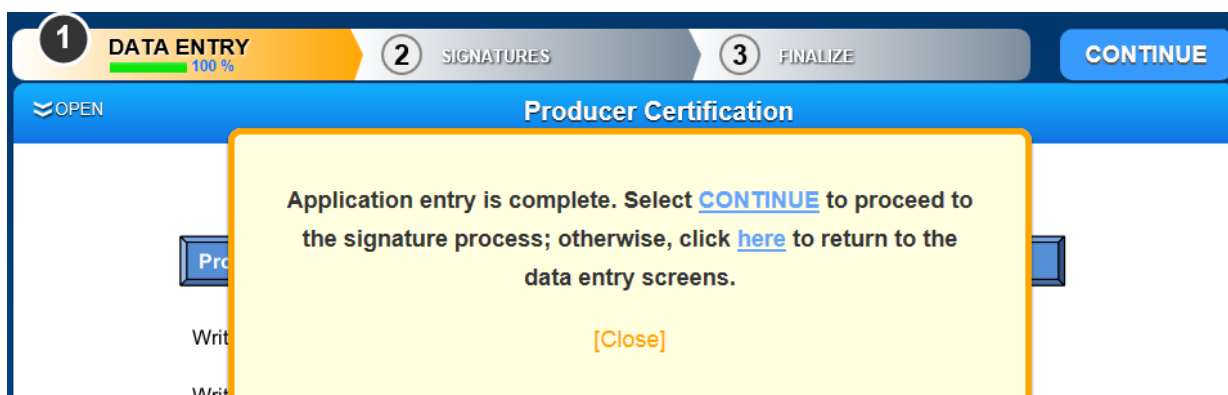 1 DATA ENTRY 100 % 2 SIGNATURES 3 FINALIZE CONTINUE
OPEN Producer Certification
Application entry is complete. Select CONTINUE to proceed to
the signature process; otherwise, click here to return to the
data entry screens.
[Close]